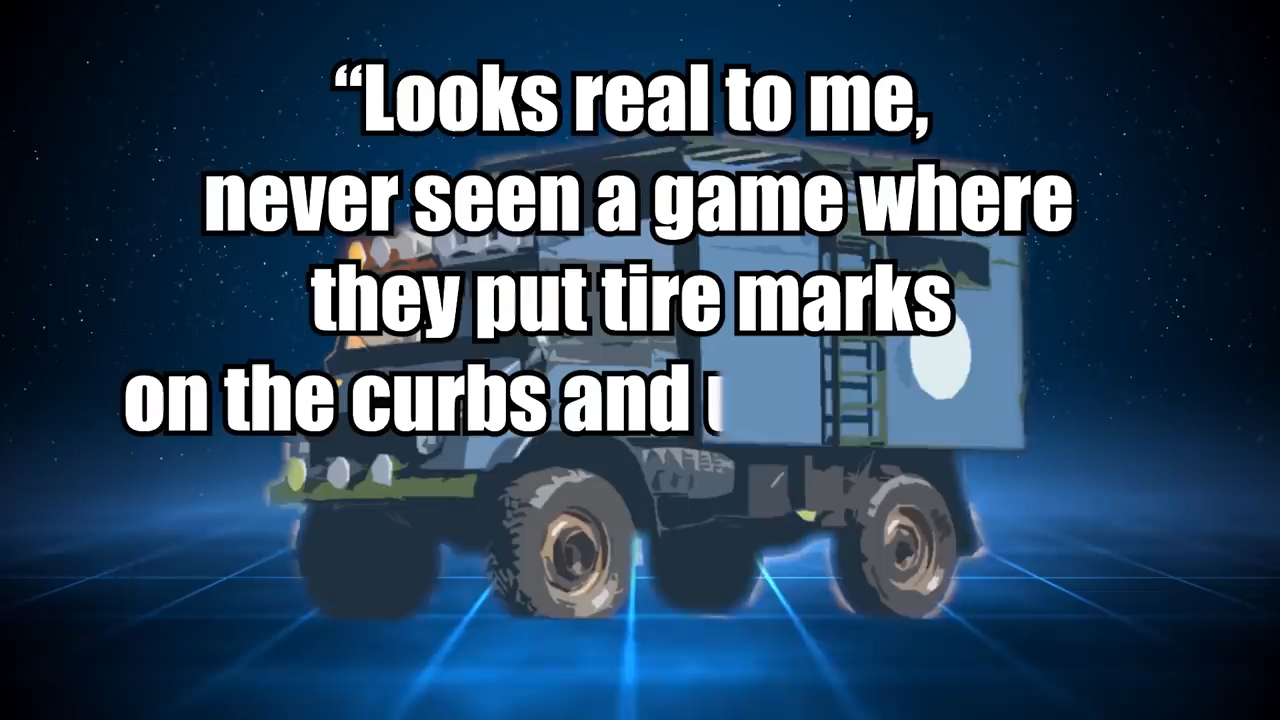 “Looks real to me,
never seen a game where
they put tire marks
on the curbs and